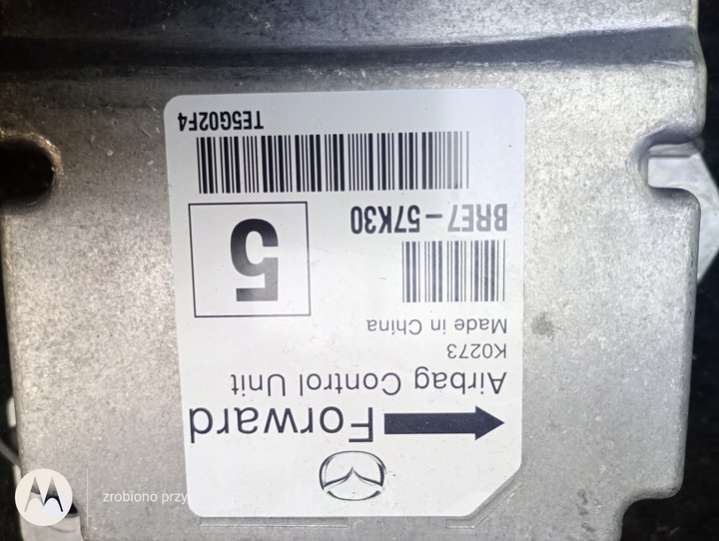 Forward
Airbag Control Unit
K0273
Made in China
BRE7-57K30
5
TE5G02F4
zrobiono przy